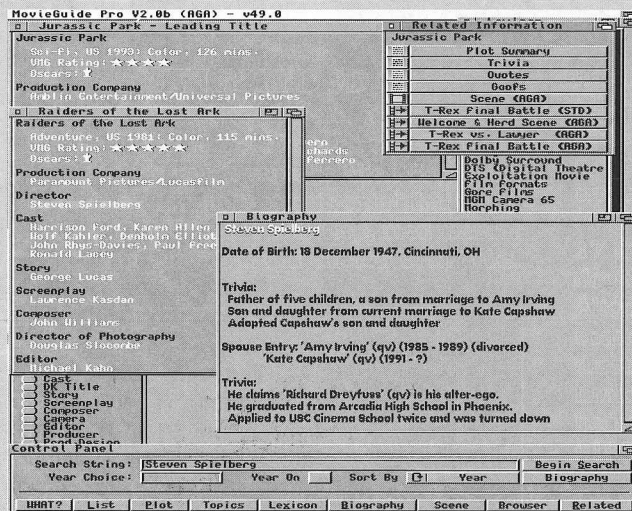 MovieGuide Pro V2.0b (AGA) - v49.0
Jurassic Park - Leading Title
Jurassic Park
Sci-Fi, US 1993: Color, 126 mins.
VMG Rating:
Oscars:
Production Company
Amblin Entertainment/Universal Pictures
Related Information
Jurassic Park
Plot Summary
Trivia
Quotes
Goofs
Scene (AGA)
T-Rex Final Battle (STD)
Welcome & Herd Scene (AGA)
T-Rex vs. Lawyer (AGA)
T-Rex Final Battle (AGA)
Dolby Surround
DTS (Digital Theatre
Exploitation Movie
Film Formats
Gore Films
MGM Camera 65
Morphing
Raiders of the Lost Ark
Raiders of the Lost Ark
Adventure, US 1981: Color, 115 mins.
VMG Rating:
Oscars:
Production Company
Paramount Pictures/Lucasfilm
Director
Steven Spielberg
Cast
Harrison Ford, Karen Allen
Wolf Kahler, Denholm Elliot
John Rhys-Davies, Paul Free
Ronald Lacey
Story
George Lucas
Screenplay
Lawrence Kasdan
Composer
John Williams
Director of Photography
Douglas Slocombe
Editor
Michael Kahn
ern
chards
Ferrero
Biography
Steven Spielberg
Date of Birth: 18 December 1947, Cincinnati, OH
Trivia:
Father of five children, a son from marriage to Amy Irving
Son and daughter from current marriage to Kate Capshaw
Adopted Capshaw's son and daughter
Spouse Entry: 'Amy Irving' (qv) (1985 - 1989) (divorced)
'Kate Capshaw' (qv) (1991 - ?)
Trivia:
He claims 'Richard Dreyfuss' (qv) is his alter-ego.
He graduated from Arcadia High School in Phoenix.
Applied to USC Cinema School twice and was turned down
Cast
DK Title
Story
Screenplay
Composer
Camera
Editor
Producer
Prod.Design
Control Panel
Search String: Steven Spielberg Begin Search
Year Choice: Year On Sort By Year Biography
WHAT? List Plot Topics Lexicon Biography Scene Browser Related